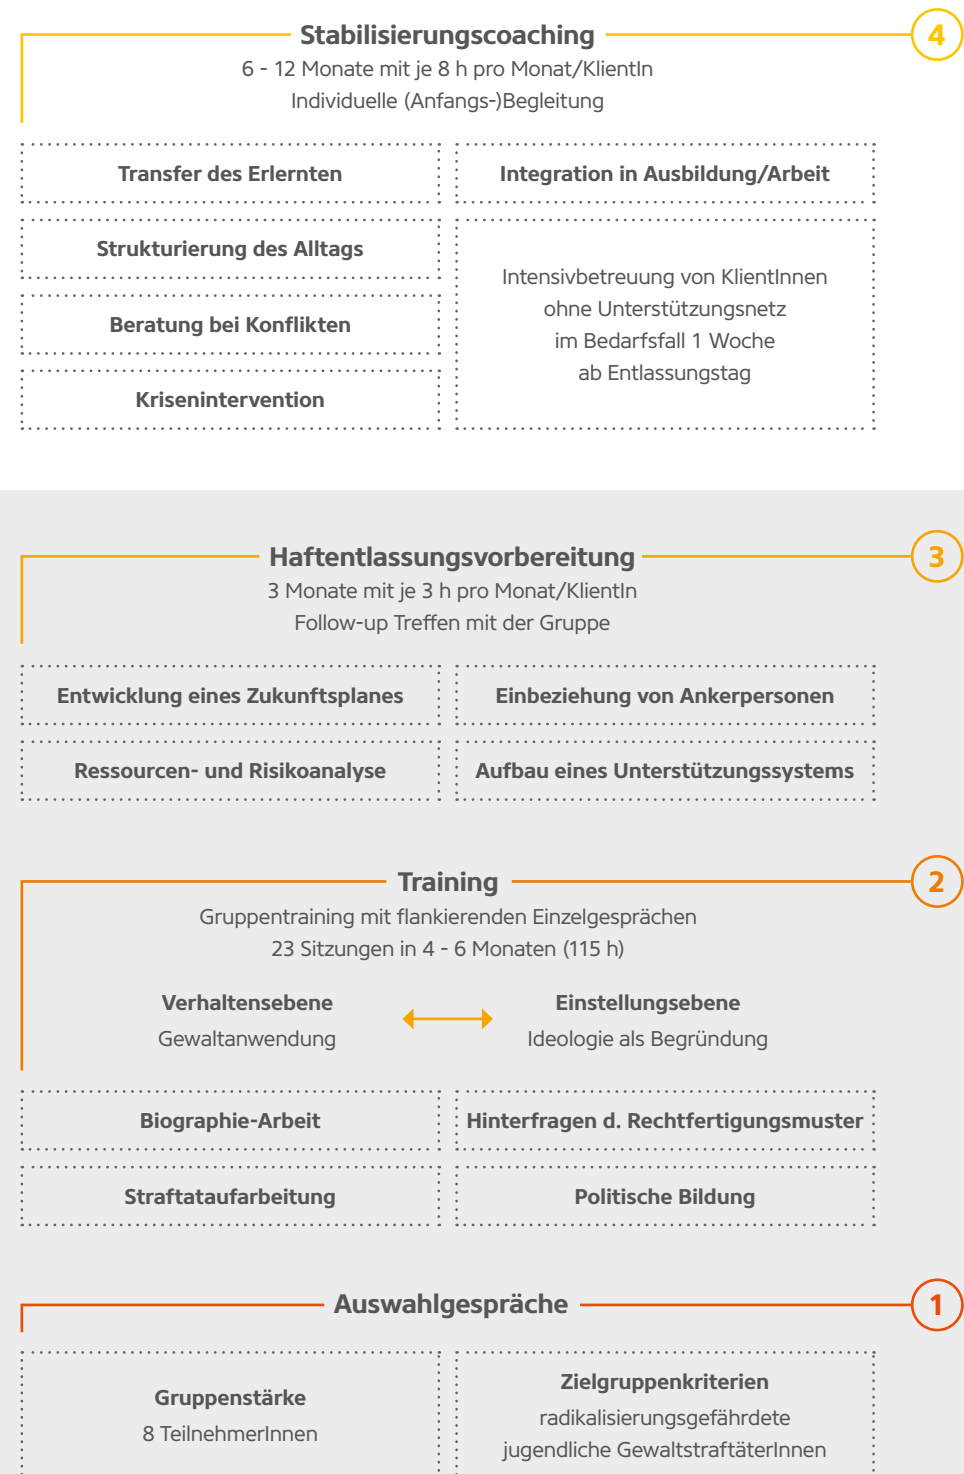 Stabilisierungscoaching
4
6 - 12 Monate mit je 8 h pro Monat/KlientIn
Individuelle (Anfangs-)Begleitung
Transfer des Erlernten
Integration in Ausbildung/Arbeit
Strukturierung des Alltags
Beratung bei Konflikten
Krisenintervention
Intensivbetreuung von KlientInnen
ohne Unterstützungsnetz
im Bedarfsfall 1 Woche
ab Entlassungstag
Haftentlassungsvorbereitung
3
3 Monate mit je 3 h pro Monat/KlientIn
Follow-up Treffen mit der Gruppe
Entwicklung eines Zukunftsplanes
Einbeziehung von Ankerpersonen
Ressourcen- und Risikoanalyse
Aufbau eines Unterstützungssystems
Training
2
Gruppentraining mit flankierenden Einzelgesprächen
23 Sitzungen in 4 - 6 Monaten (115 h)
Verhaltensebene
Gewaltanwendung
Einstellungsebene
Ideologie als Begründung
Biographie-Arbeit
Hinterfragen d. Rechtfertigungsmuster
Straftataufarbeitung
Politische Bildung
Auswahlgespräche
1
Gruppenstärke
8 TeilnehmerInnen
Zielgruppenkriterien
radikalisierungsgefährdete
jugendliche GewaltstraftäterInnen